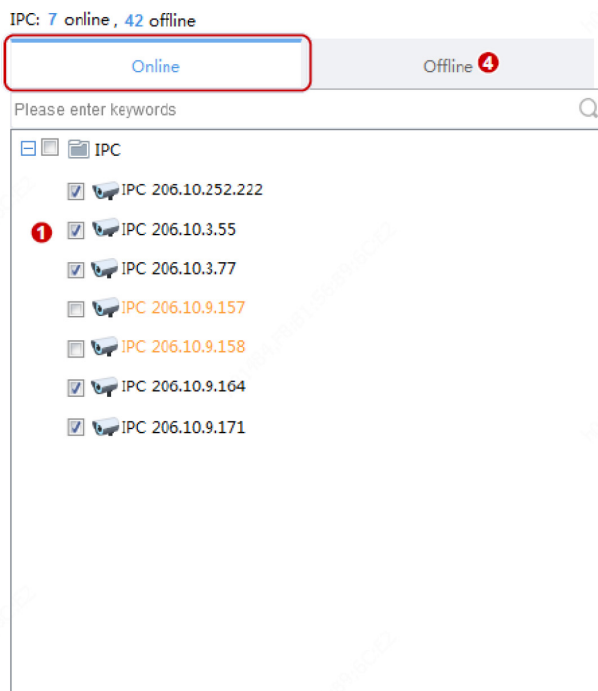 IPC: 7 online , 42 offline
Online
Offline 4
Please enter keywords
IPC
IPC 206.10.252.222
1 IPC 206.10.3.55
IPC 206.10.3.77
IPC 206.10.9.157
IPC 206.10.9.158
IPC 206.10.9.164
IPC 206.10.9.171